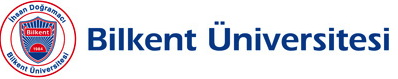 İhsan Doğramacı
Bilkent
1984
Bilkent Üniversitesi
Bilkent Üniversitesi